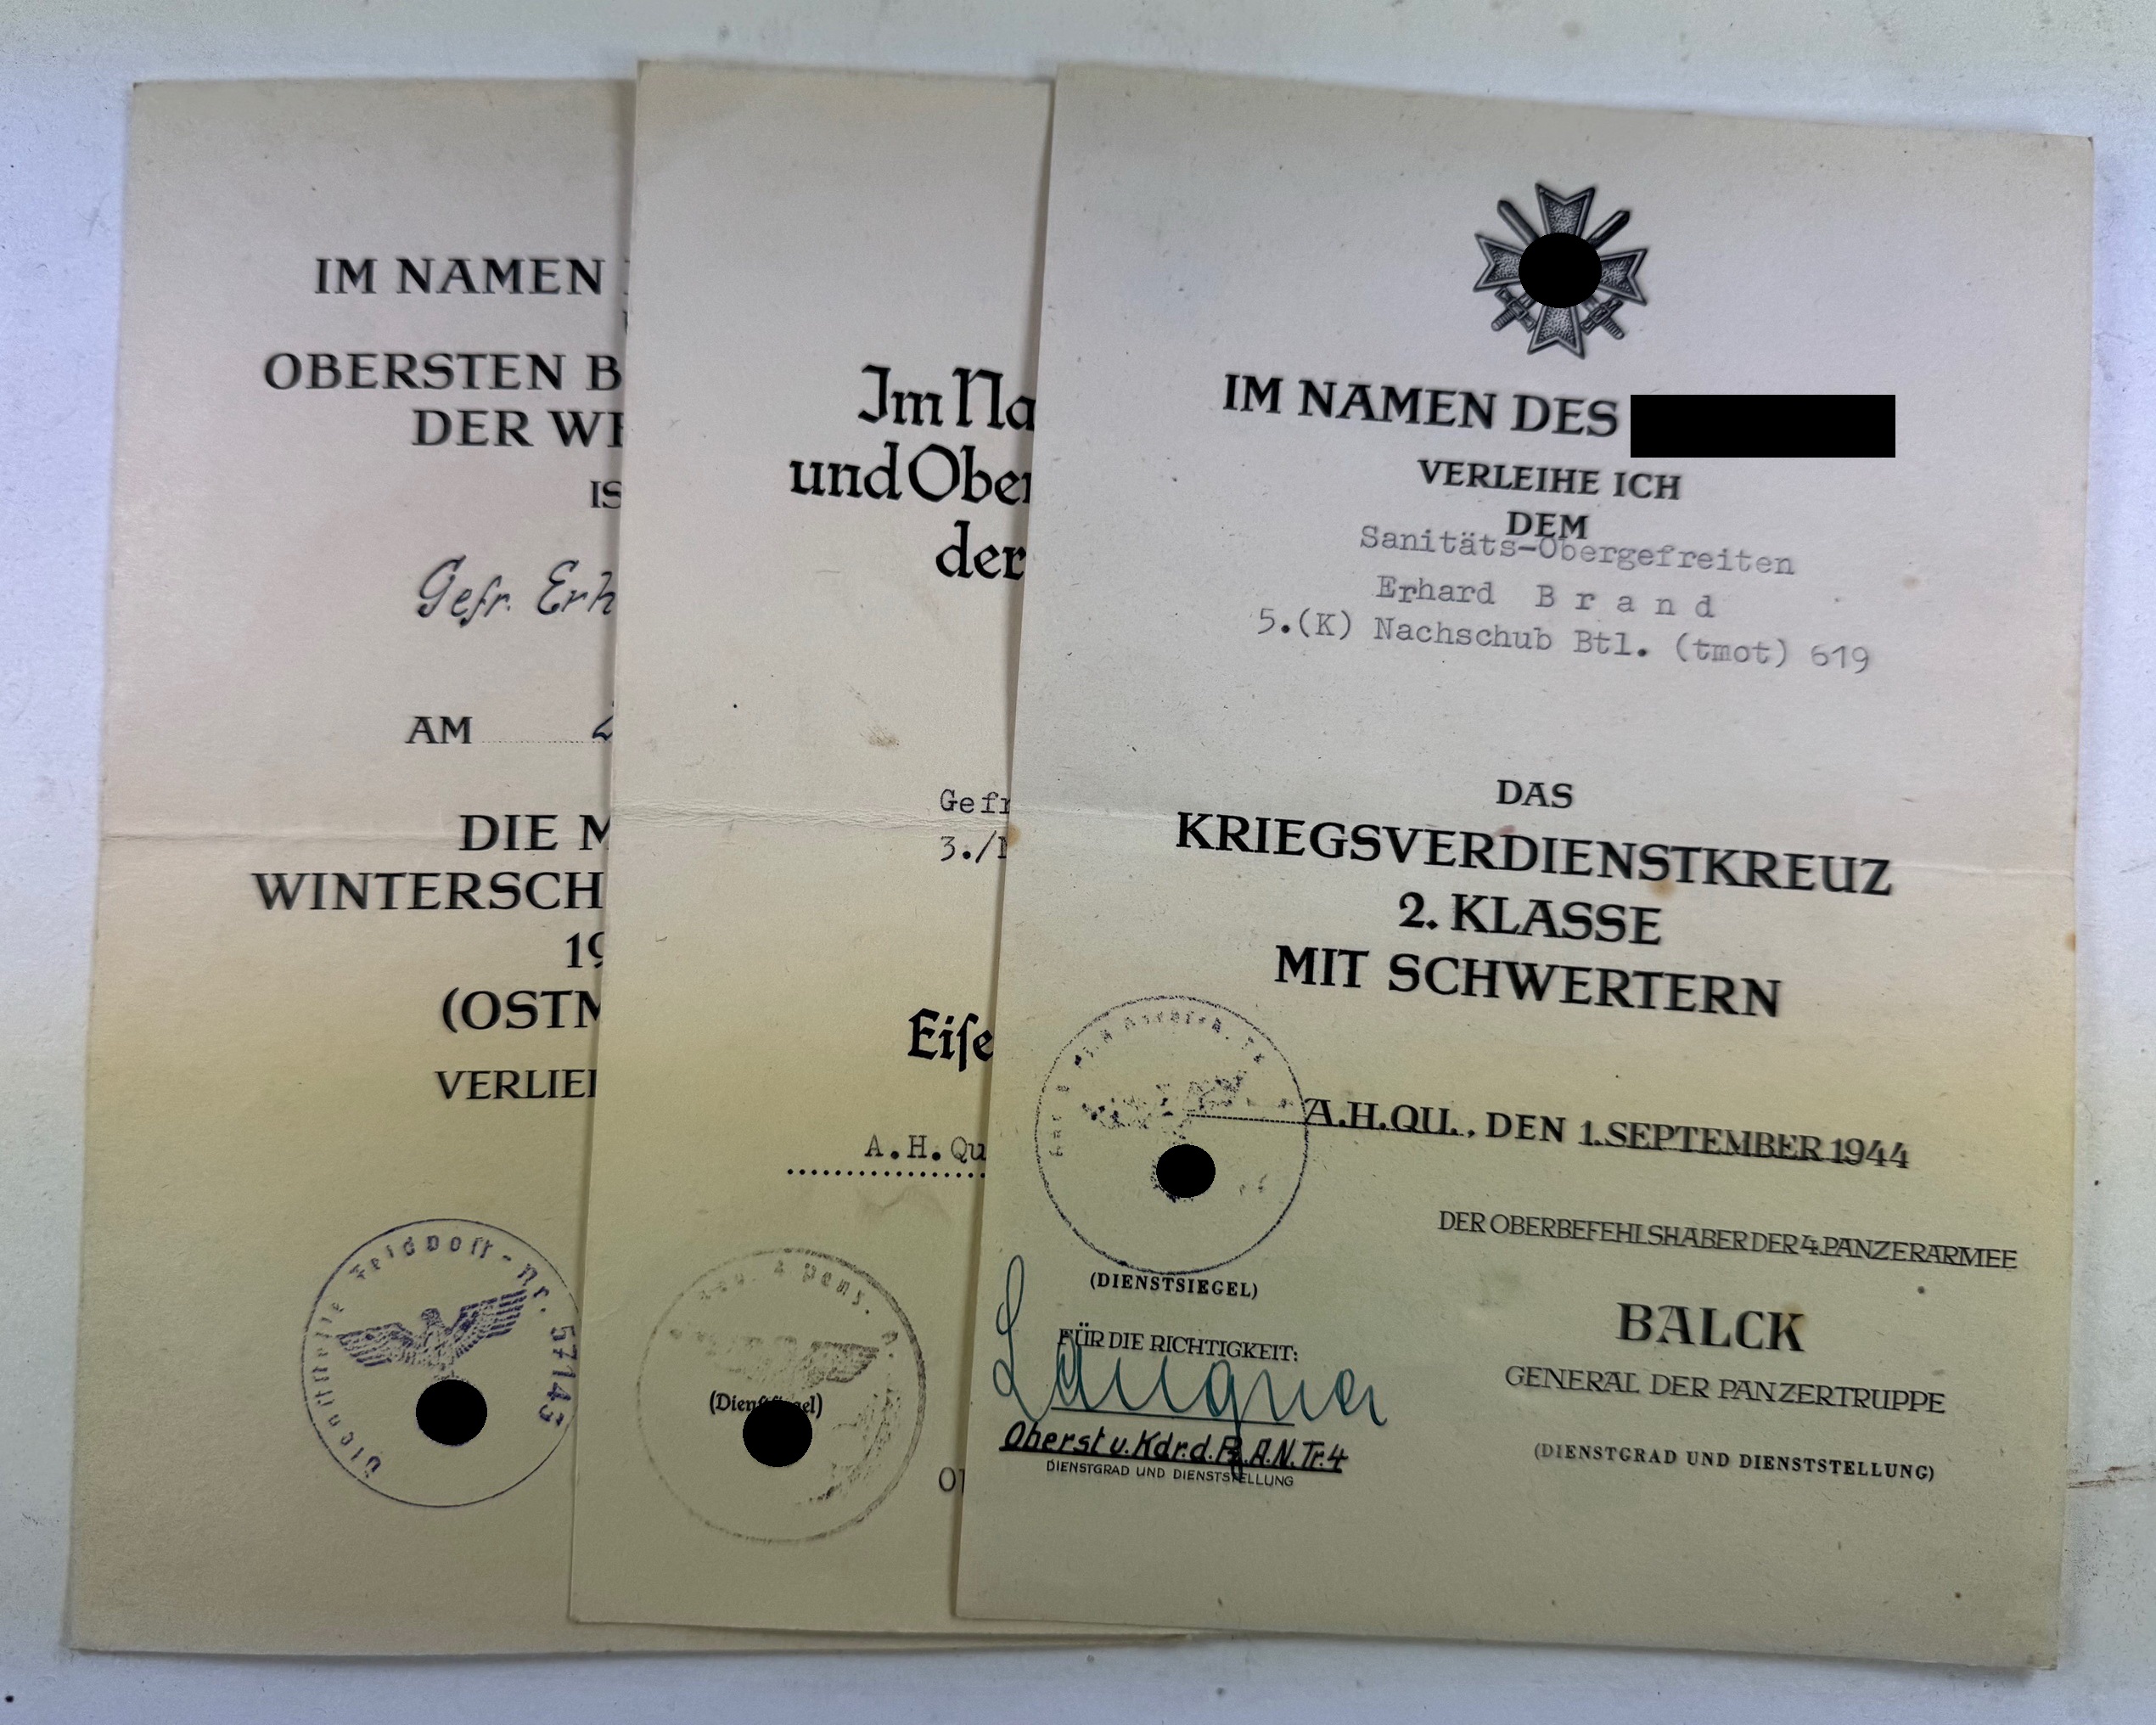 IM NAMEN
OBERSTEN B
DER WE
IS
Gefr. Erh
AM
DIE M
WINTERSCH
19
(OSTM
VERLIEH
Dienststelle Feldpost-Nr. 57143
Im Na
und Ober
der
Gefr
3./
Eise
A.H.Qu
(Dienstsiegel)
IM NAMEN DES
VERLEIHE ICH
DEM
Sanitäts-Obergefreiten
Erhard B r a n d
5.(K) Nachschub Btl. (tmot) 619
DAS
KRIEGSVERDIENSTKREUZ
2. KLASSE
MIT SCHWERTERN
A.H.QU., DEN 1.SEPTEMBER 1944
DER OBERBEFEHLSHABER DER 4.PANZERARMEE
(DIENSTSIEGEL)
BALCK
FÜR DIE RICHTIGKEIT:
GENERAL DER PANZERTRUPPE
Langner
Oberst u. Kdr. d. Pz.A.N.Tr.4
DIENSTGRAD UND DIENSTSTELLUNG
(DIENSTGRAD UND DIENSTSTELLUNG)